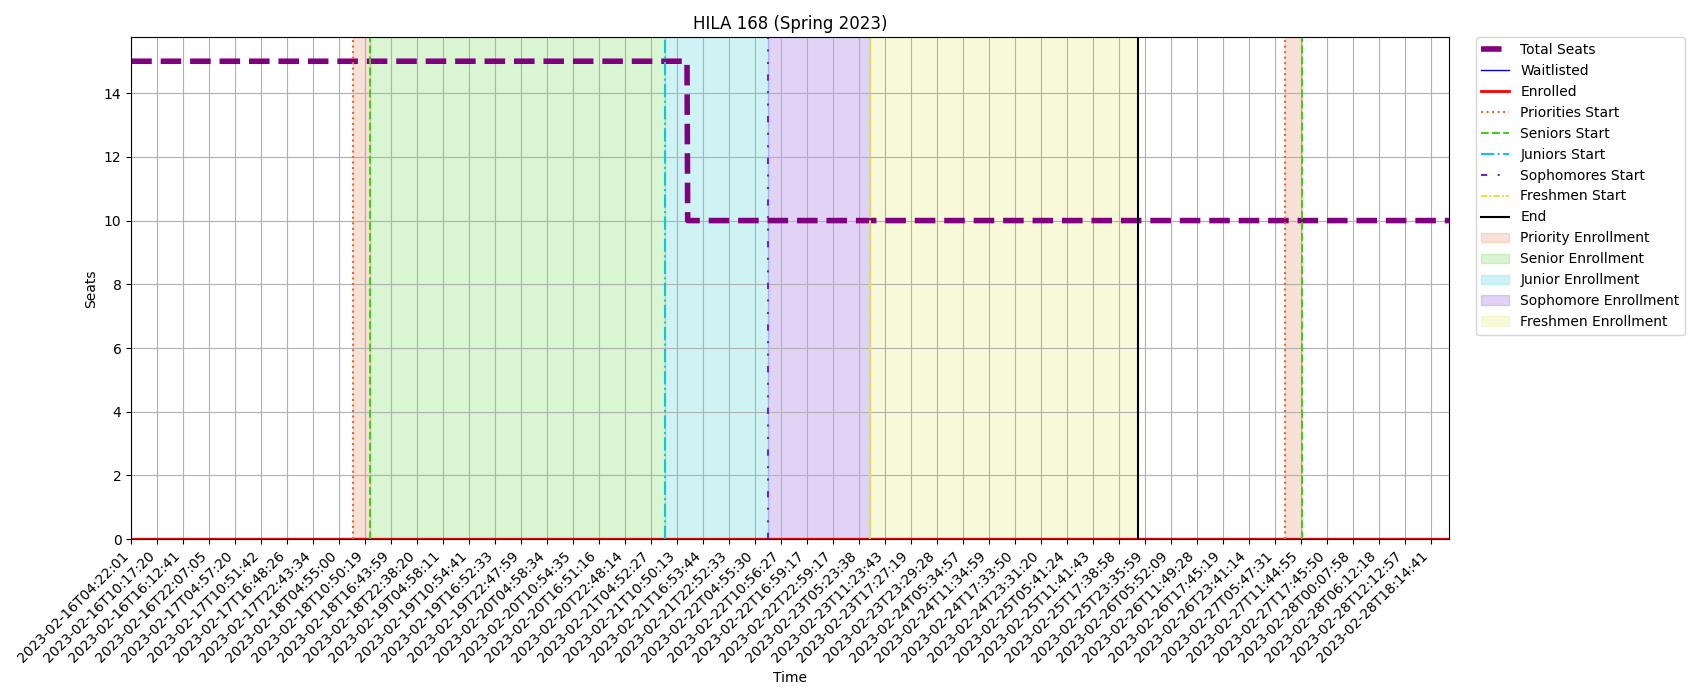 HILA 168 (Spring 2023)
Seats
14
12
10
8
6
4
2
0
2023-02-16T04:22:01
2023-02-16T10:17:20
2023-02-16T16:12:41
2023-02-16T22:07:05
2023-02-17T04:57:20
2023-02-17T10:51:42
2023-02-17T16:48:26
2023-02-17T22:43:34
2023-02-18T04:55:00
2023-02-18T10:50:19
2023-02-18T16:43:59
2023-02-18T22:38:20
2023-02-19T04:58:11
2023-02-19T10:54:41
2023-02-19T16:52:33
2023-02-19T22:47:59
2023-02-20T04:58:34
2023-02-20T10:54:35
2023-02-20T16:51:16
2023-02-20T22:48:14
2023-02-21T04:52:27
2023-02-21T10:50:13
2023-02-21T16:53:44
2023-02-21T22:52:33
2023-02-22T04:55:30
2023-02-22T10:56:27
2023-02-22T16:59:17
2023-02-22T22:59:17
2023-02-23T05:23:38
2023-02-23T11:23:43
2023-02-23T17:27:19
2023-02-23T23:29:28
2023-02-24T05:34:57
2023-02-24T11:34:59
2023-02-24T17:33:50
2023-02-24T23:31:20
2023-02-25T05:41:24
2023-02-25T11:41:43
2023-02-25T17:38:58
2023-02-25T23:35:59
2023-02-26T05:52:09
2023-02-26T11:49:28
2023-02-26T17:45:19
2023-02-26T23:41:14
2023-02-27T05:47:31
2023-02-27T11:44:55
2023-02-27T17:45:50
2023-02-28T00:07:58
2023-02-28T06:12:18
2023-02-28T12:12:57
2023-02-28T18:14:41
Time
Total Seats
Waitlisted
Enrolled
Priorities Start
Seniors Start
Juniors Start
Sophomores Start
Freshmen Start
End
Priority Enrollment
Senior Enrollment
Junior Enrollment
Sophomore Enrollment
Freshmen Enrollment